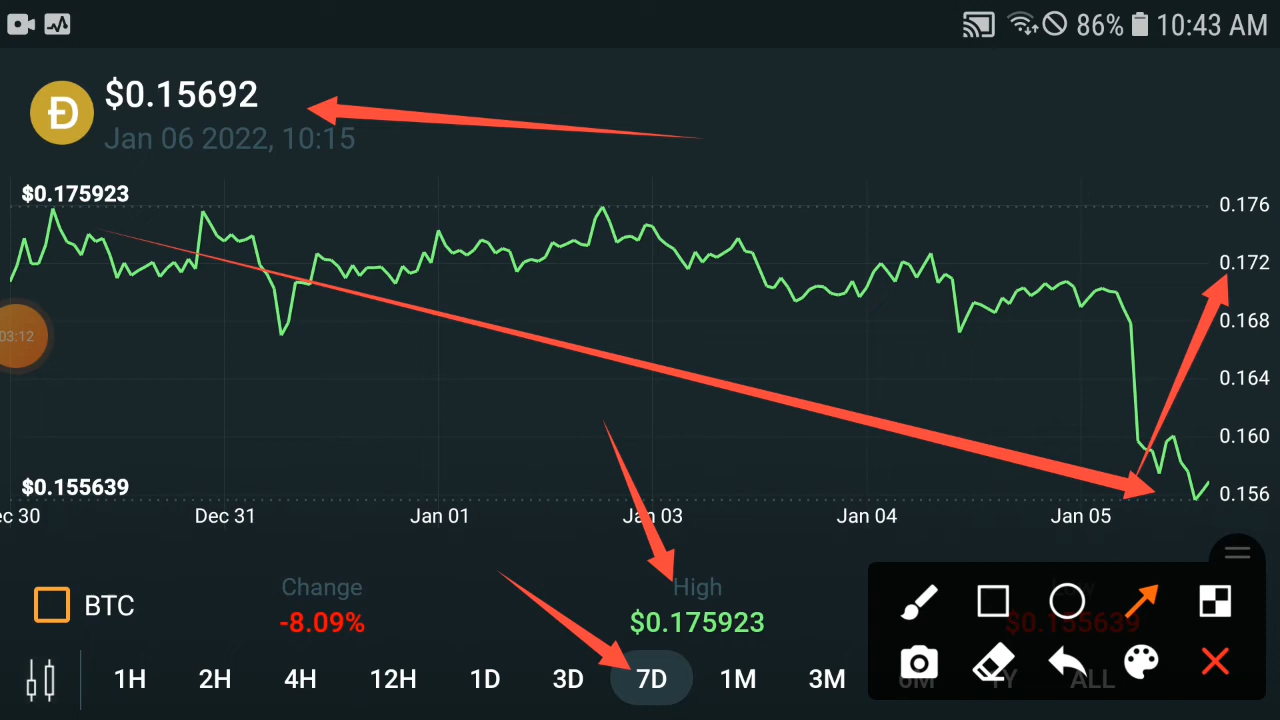 86% 10:43 AM
$0.15692
Jan 06 2022, 10:15
$0.175923
0.176
0.172
03:12
0.168
0.164
0.160
$0.155639
0.156
ec 30 Dec 31 Jan 01 Jan 03 Jan 04 Jan 05
Change High
BTC -8.09% $0.175923 $0.155639
1H 2H 4H 12H 1D 3D 7D 1M 3M 6M 1Y ALL